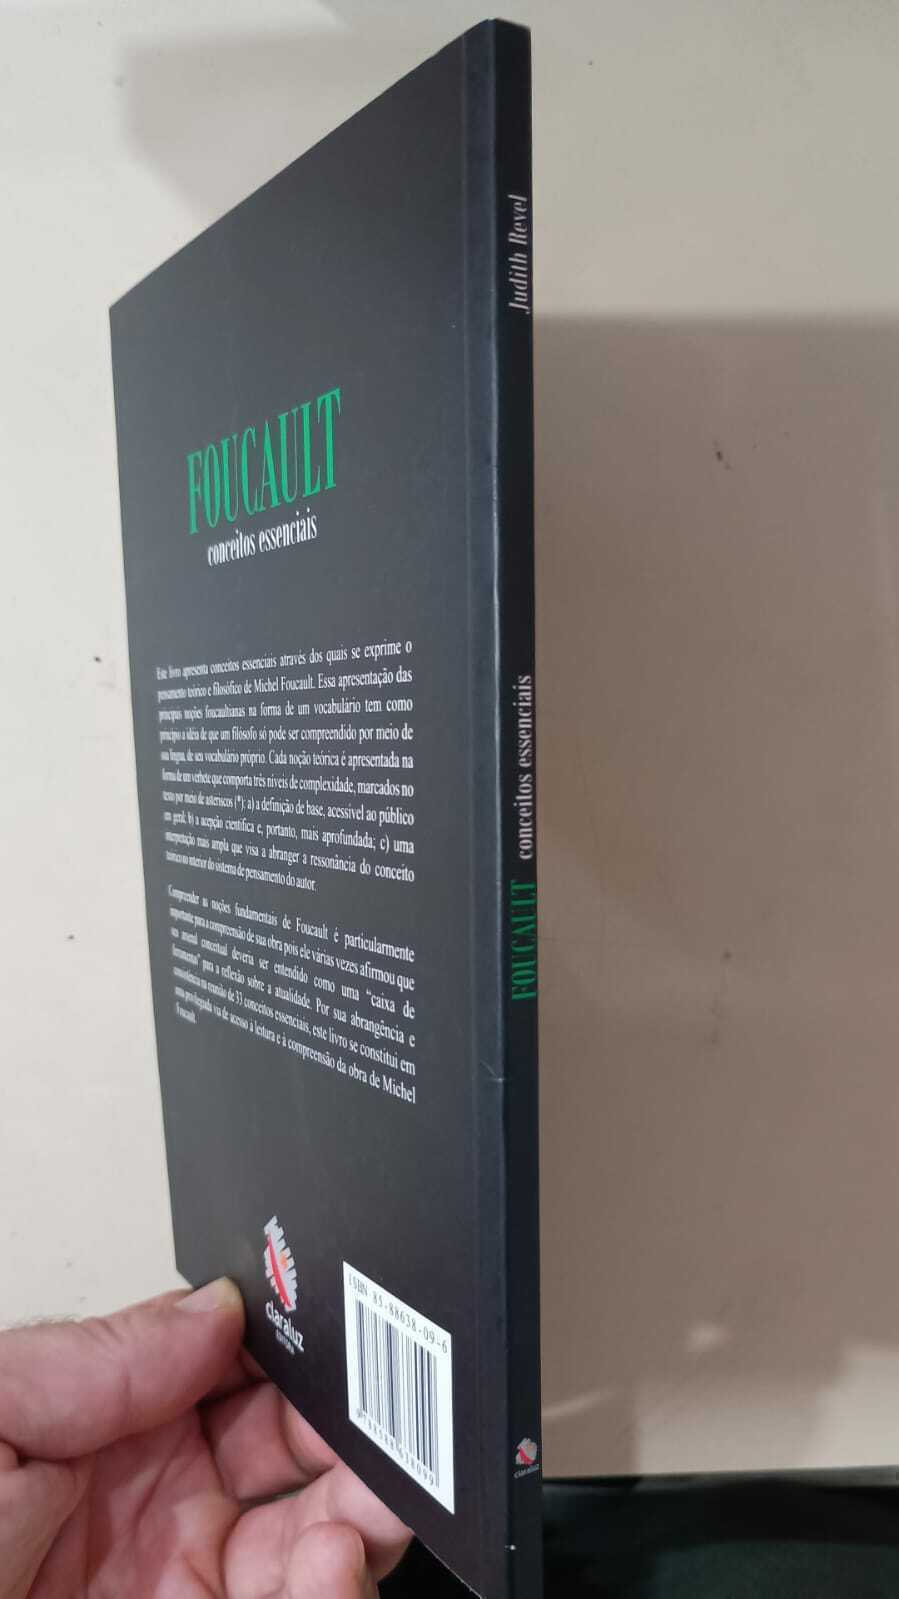 FOUCAULT
conceitos essenciais
Este livro apresenta conceitos essenciais através dos quais se exprime o
pensamento teórico e filosófico de Michel Foucault. Essa apresentação das
principais noções foucaultianas na forma de um vocabulário tem como
princípio a idéia de que um filósofo só pode ser compreendido por meio de
sua língua, de seu vocabulário próprio. Cada noção teórica é apresentada na
forma de um verbete que comporta três níveis de complexidade, marcados no
texto por meio de asteriscos (*): a) a definição de base, acessível ao público
em geral; b) a acepção científica e, portanto, mais aprofundada; c) uma
interpretação mais ampla que visa a abranger a ressonância do conceito
teórico no interior do sistema de pensamento do autor.
Compreender as noções fundamentais de Foucault é particularmente
importante para a compreensão de sua obra pois ele várias vezes afirmou que
seu arsenal conceitual deveria ser entendido como uma "caixa de
ferramentas" para a reflexão sobre a atualidade. Por sua abrangência e
consistência na reunião de 33 conceitos essenciais, este livro se constitui em
uma privilegiada via de acesso à leitura e à compreensão da obra de Michel
Foucault.
claraluz
EDITORA
ISBN 85-88638-09-6
9788588638099
Judith Revel
FOUCAULT conceitos essenciais
claraluz